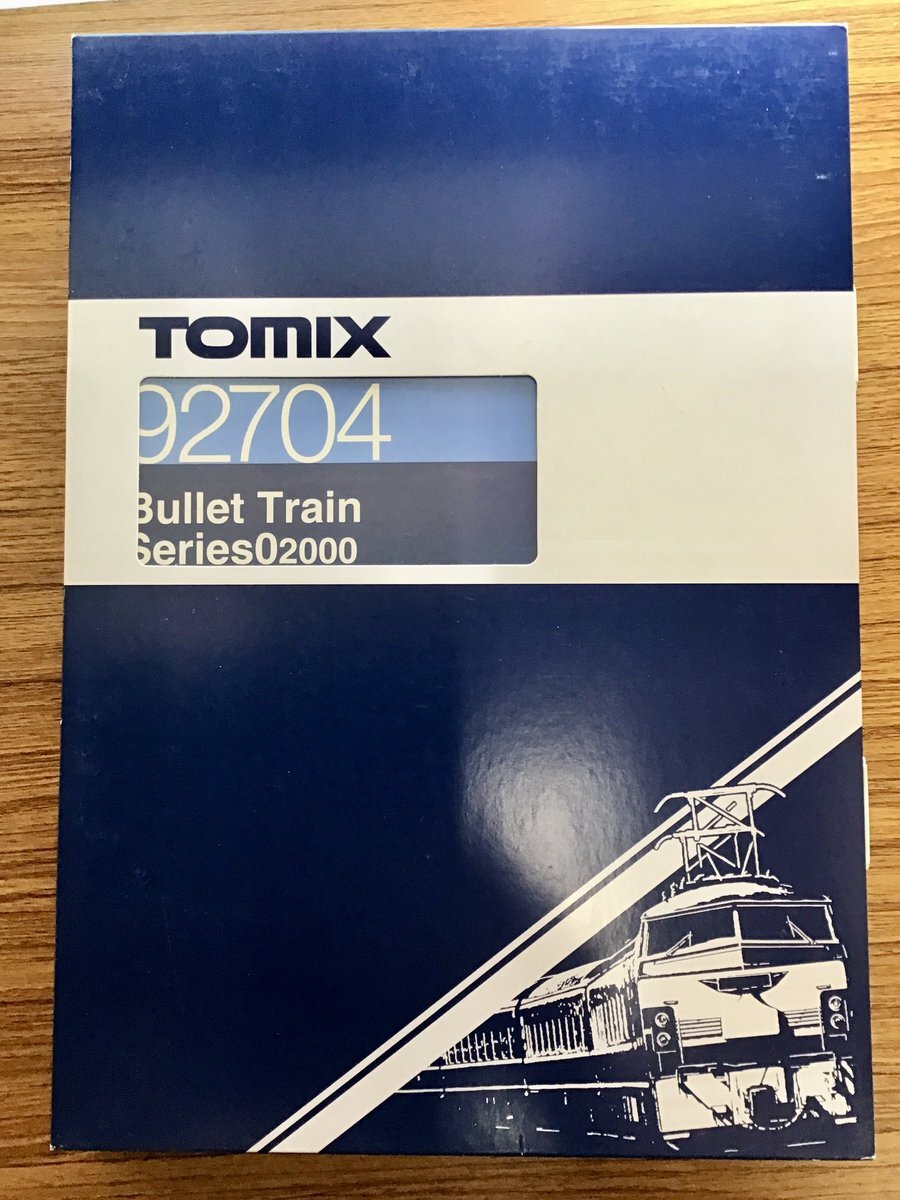 TOMIX
92704
Bullet Train
Series02000